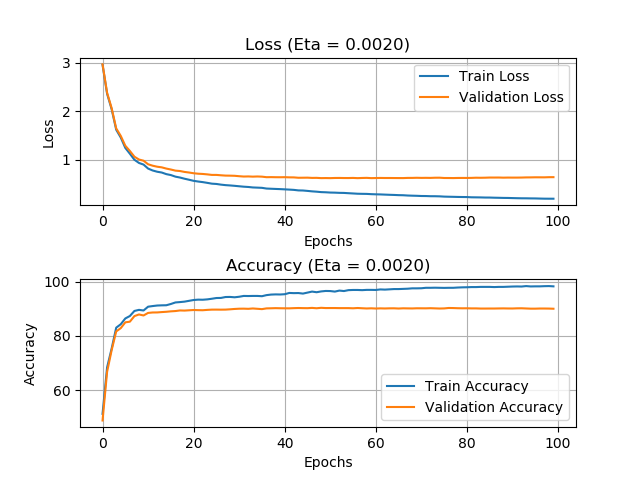 Loss (Eta = 0.0020)
3
2
1
Loss
Train Loss
Validation Loss
0 20 40 60 80 100
Epochs
Accuracy (Eta = 0.0020)
100
80
60
Accuracy
Train Accuracy
Validation Accuracy
0 20 40 60 80 100
Epochs